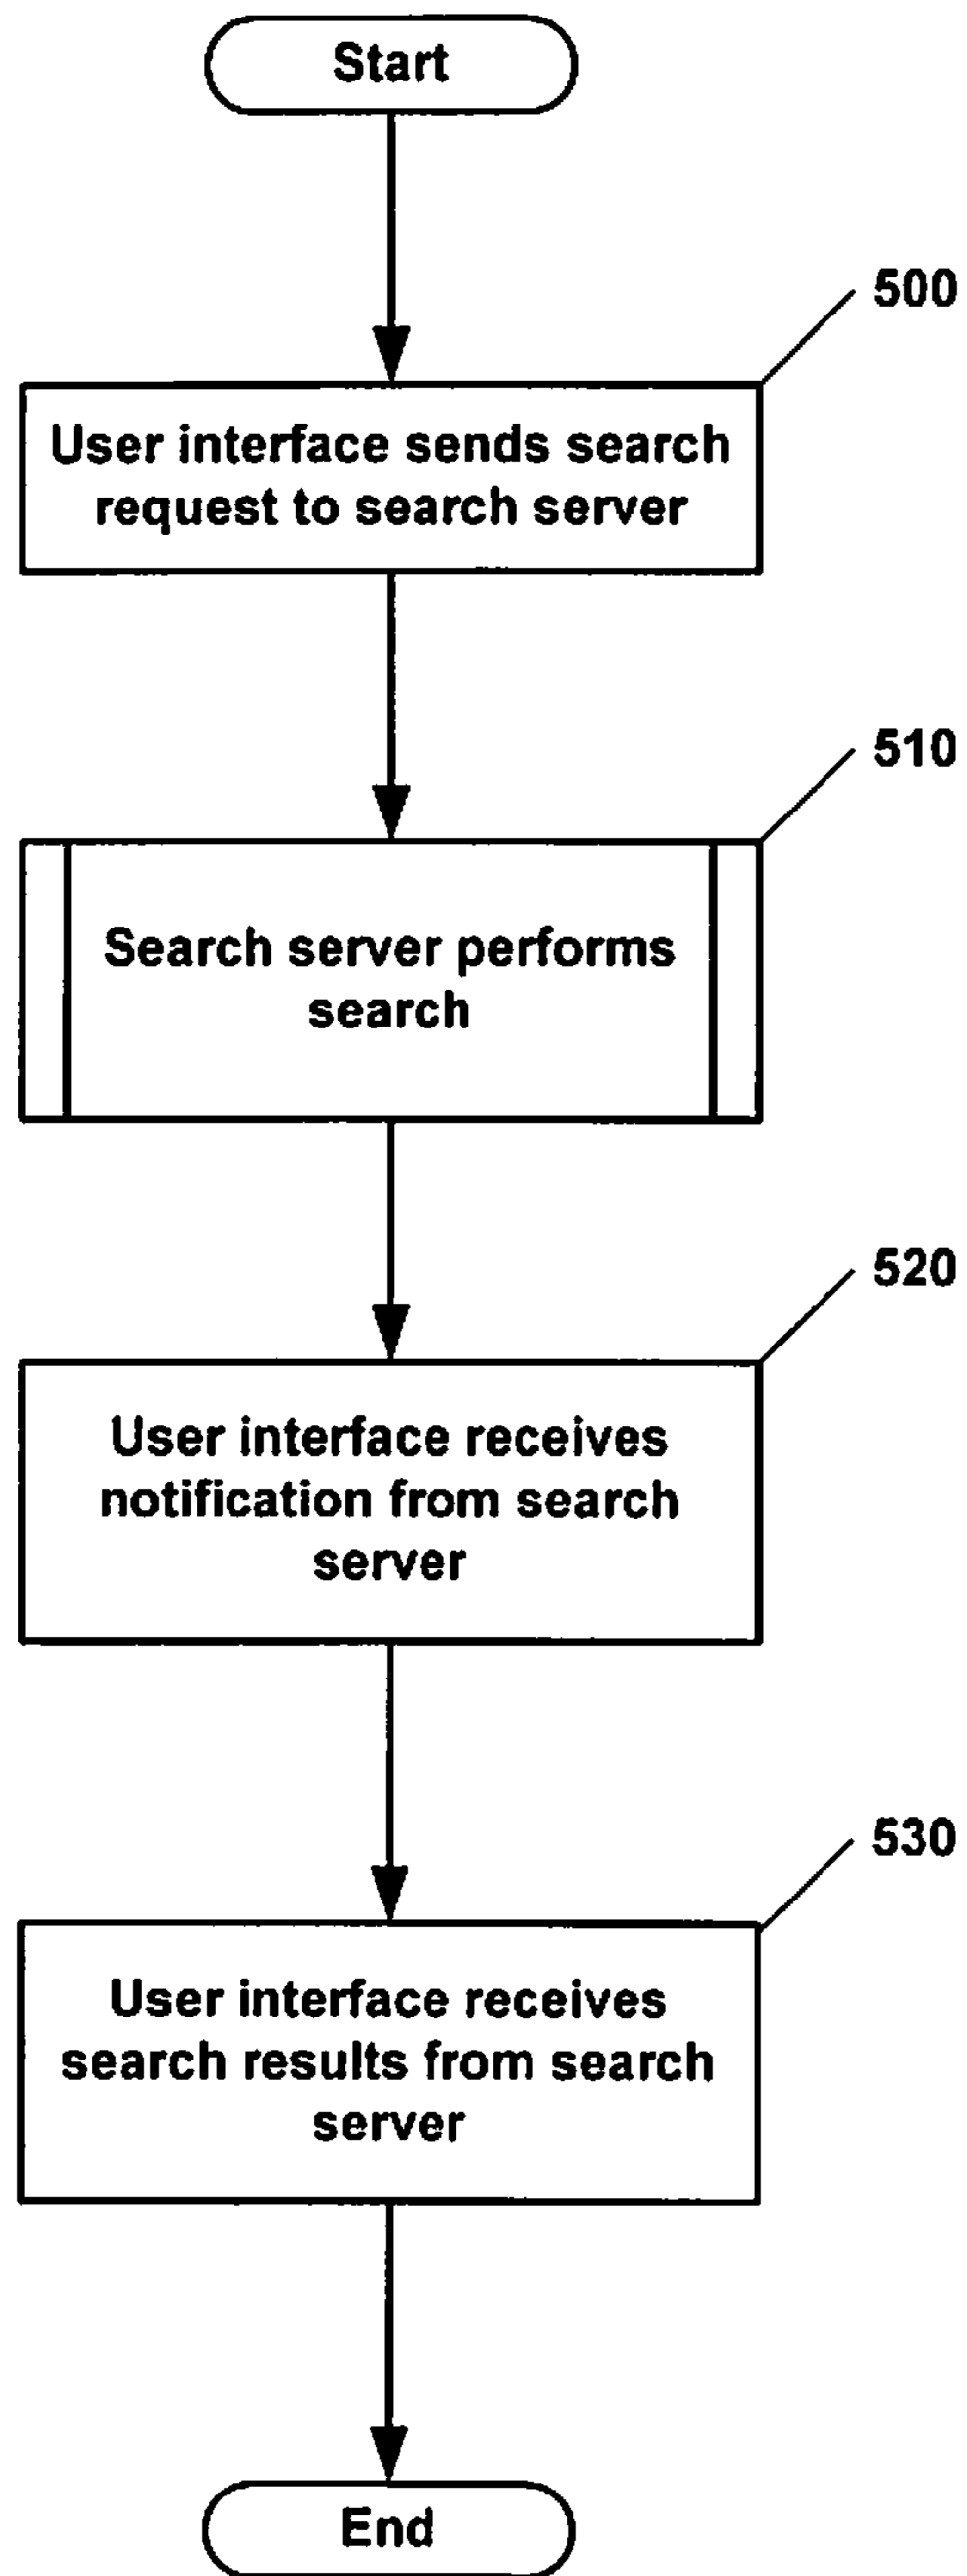 Start
500
User interface sends search
request to search server
510
Search server performs
search
520
User interface receives
notification from search
server
530
User interface receives
search results from search
server
End